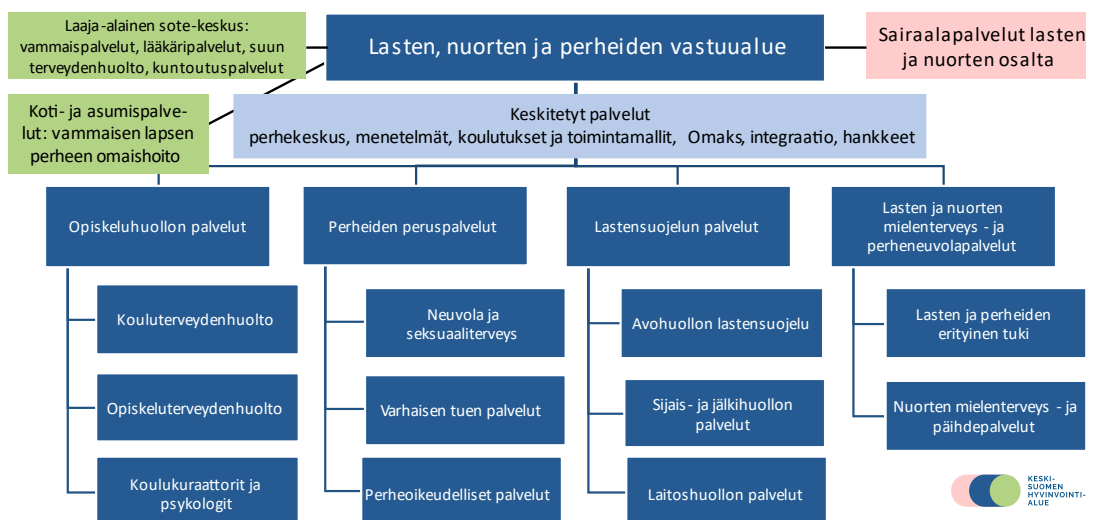 Laaja-alainen sote-keskus:
vammaispalvelut, lääkäripalvelut, suun
terveydenhuolto, kuntoutuspalvelut
Lasten, nuorten ja perheiden vastuualue
Sairaalapalvelut lasten
ja nuorten osalta
Koti- ja asumispalve-
lut: vammaisen lapsen
perheen omaishoito
Keskitetyt palvelut
perhekeskus, menetelmät, koulutukset ja toimintamallit, Omaks, integraatio, hankkeet
Opiskeluhuollon palvelut
Perheiden peruspalvelut
Lastensuojelun palvelut
Lasten ja nuorten
mielenterveys - ja
perheneuvolapalvelut
Kouluterveydenhuolto
Neuvola ja
seksuaaliterveys
Avohuollon lastensuojelu
Lasten ja perheiden
erityinen tuki
Opiskeluterveydenhuolto
Varhaisen tuen palvelut
Sijais - ja jälkihuollon
palvelut
Nuorten mielenterveys - ja
päihdepalvelut
Koulukuraattorit ja
psykologit
Perheoikeudelliset palvelut
Laitoshuollon palvelut
KESKI-
SUOMEN
HYVINVOINTI-
ALUE